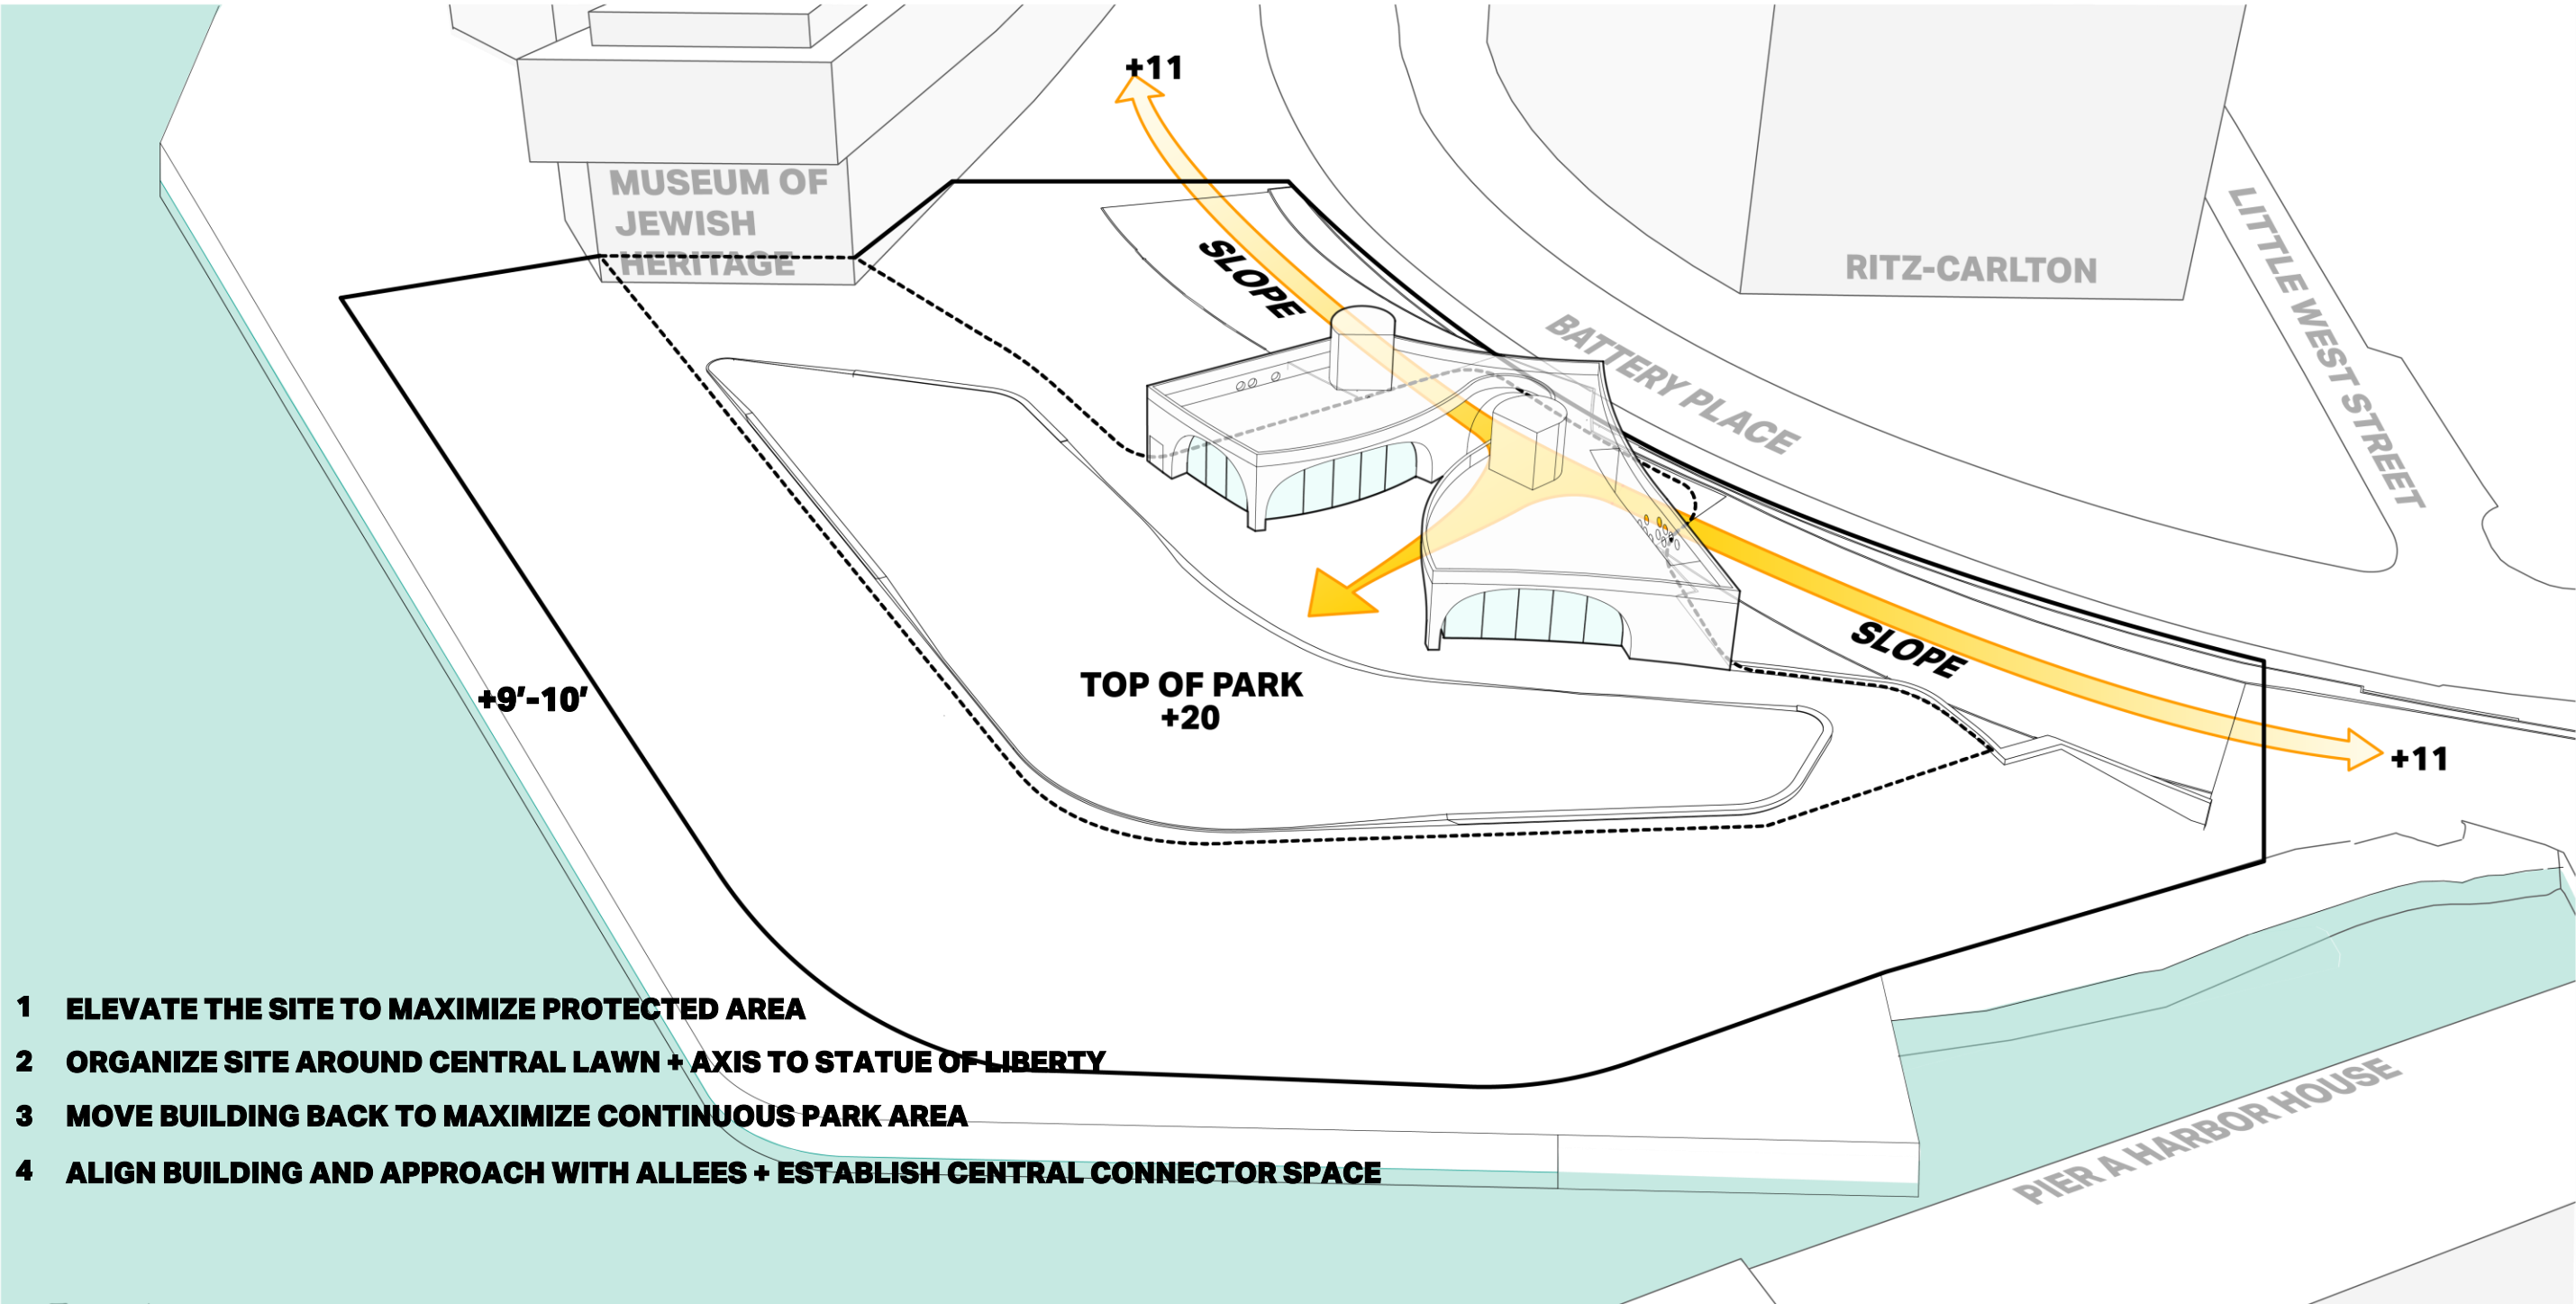 +11
MUSEUM OF
JEWISH
HERITAGE
SLOPE
RITZ-CARLTON
LITTLE WEST STREET
BATTERY PLACE
SLOPE
+9'-10'
TOP OF PARK
+20
+11
1 ELEVATE THE SITE TO MAXIMIZE PROTECTED AREA
2 ORGANIZE SITE AROUND CENTRAL LAWN + AXIS TO STATUE OF LIBERTY
3 MOVE BUILDING BACK TO MAXIMIZE CONTINUOUS PARK AREA
4 ALIGN BUILDING AND APPROACH WITH ALLEES + ESTABLISH CENTRAL CONNECTOR SPACE
PIER A HARBOR HOUSE